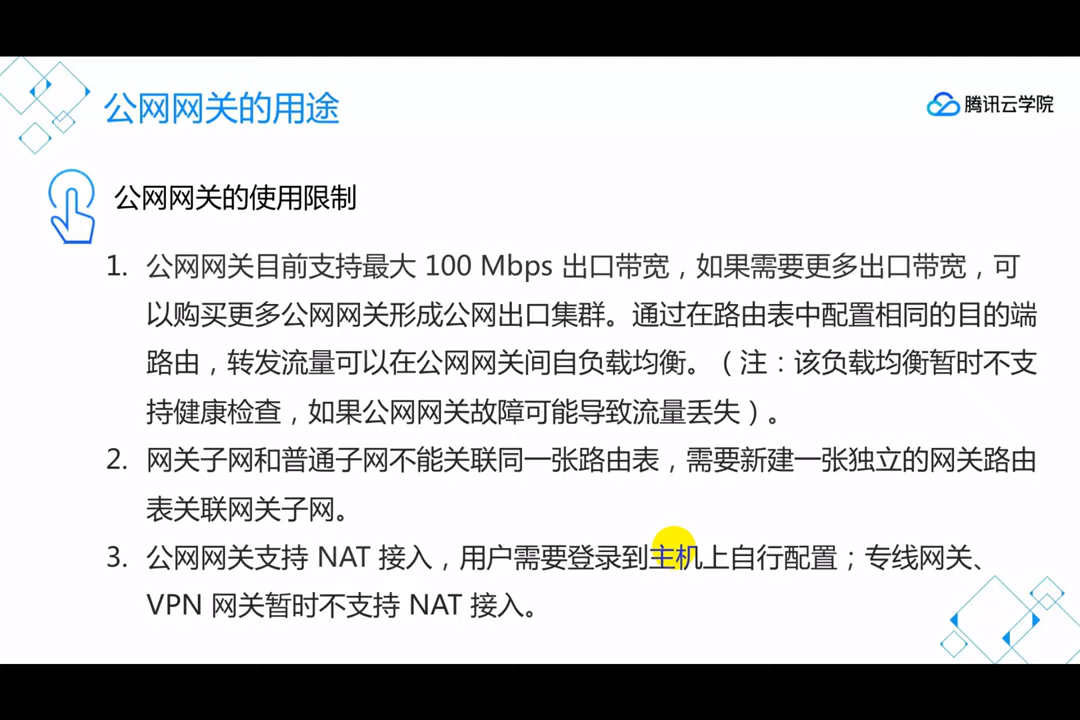 公网网关的用途
腾讯云学院
公网网关的使用限制
1. 公网网关目前支持最大 100 Mbps 出口带宽，如果需要更多出口带宽，可
以购买更多公网网关形成公网出口集群。通过在路由表中配置相同的目的端
路由，转发流量可以在公网网关间自负载均衡。（注：该负载均衡暂时不支
持健康检查，如果公网网关故障可能导致流量丢失）。
2. 网关子网和普通子网不能关联同一张路由表，需要新建一张独立的网关路由
表关联网关子网。
3. 公网网关支持 NAT 接入，用户需要登录到主机上自行配置；专线网关、
VPN 网关暂时不支持 NAT 接入。